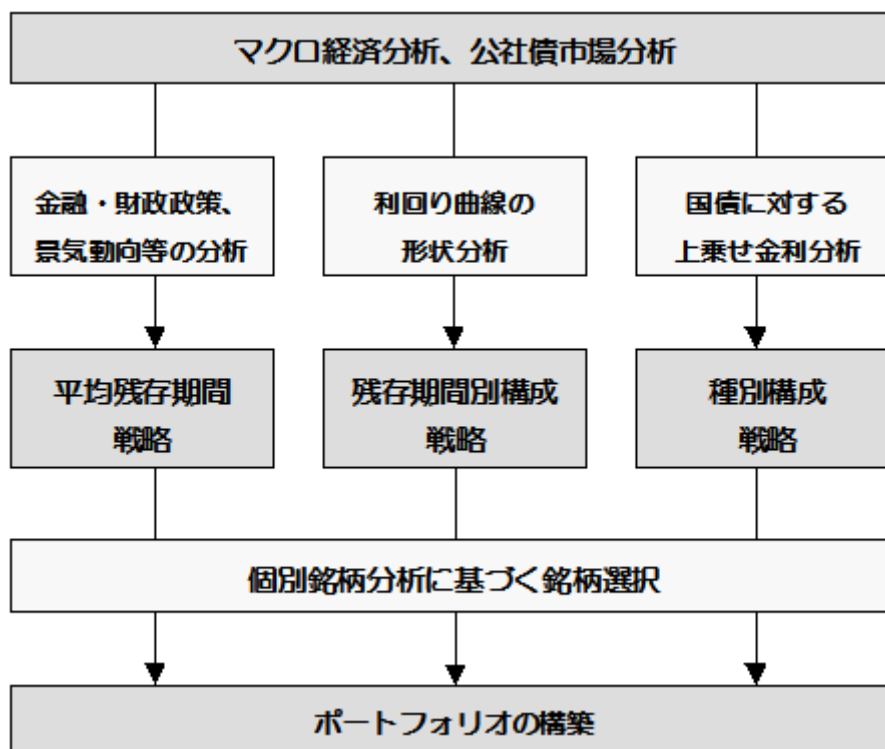 マクロ経済分析、公社債市場分析
金融・財政政策、
景気動向等の分析
利回り曲線の
形状分析
国債に対する
上乗せ金利分析
平均残存期間
戦略
残存期間別構成
戦略
種別構成
戦略
個別銘柄分析に基づく銘柄選択
ポートフォリオの構築